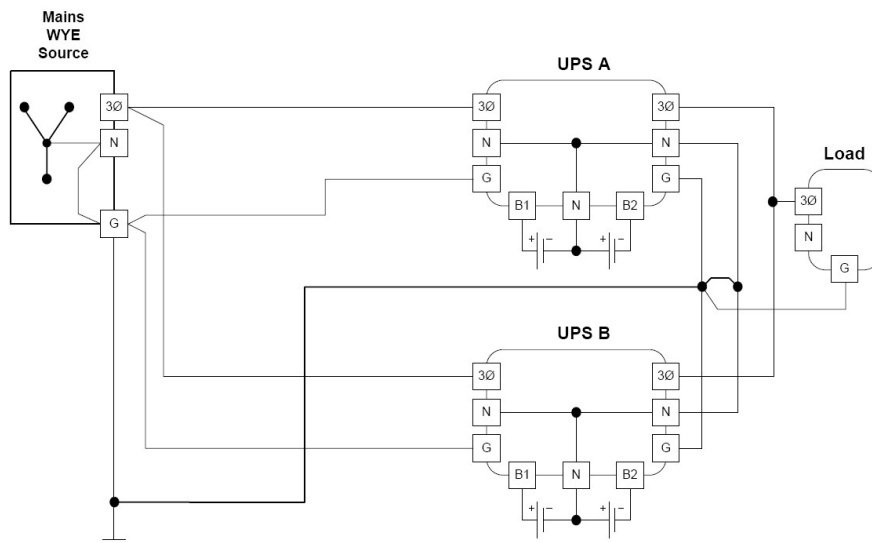 Mains
WYE
Source
3Ø
N
G
UPS A
3Ø
3Ø
N
N
G
G
B1
N
B2
+
−
+
−
Load
3Ø
N
G
UPS B
3Ø
3Ø
N
N
G
G
B1
N
B2
+
−
+
−